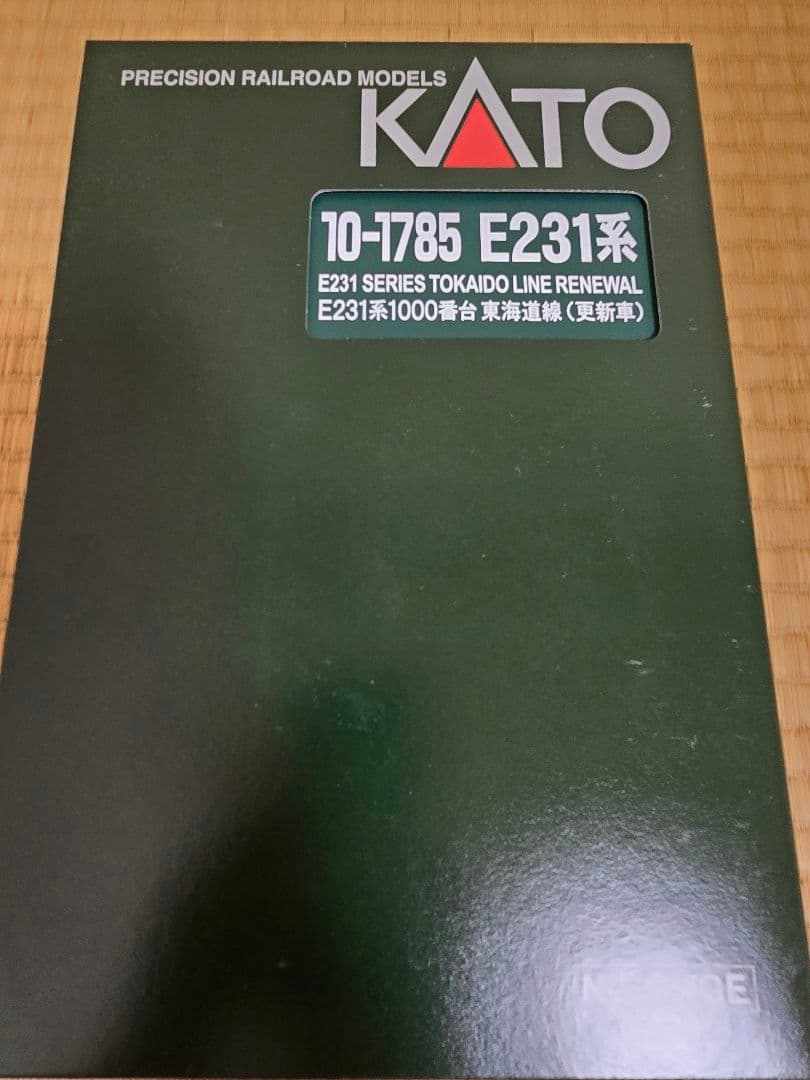 PRECISION RAILROAD MODELS
KATO
10-1785 E231系
E231 SERIES TOKAIDO LINE RENEWAL
E231系1000番台 東海道線(更新車)